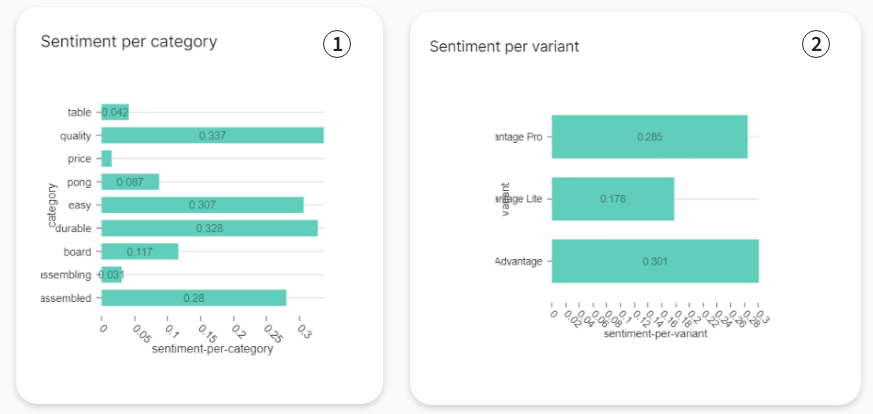 Sentiment per category
1
table
0.042
quality
0.337
price
pong
0.087
category
easy
0.307
durable
0.328
board
0.117
assembling
0.031
assembled
0.28
0 0.05 0.1 0.15 0.2 0.25 0.3
sentiment-per-category
Sentiment per variant
2
antage Pro
0.285
variant
antage Lite
0.178
Advantage
0.301
0 0.02 0.04 0.06 0.08 0.1 0.12 0.14 0.16 0.18 0.2 0.22 0.24 0.26 0.28 0.3
sentiment-per-variant